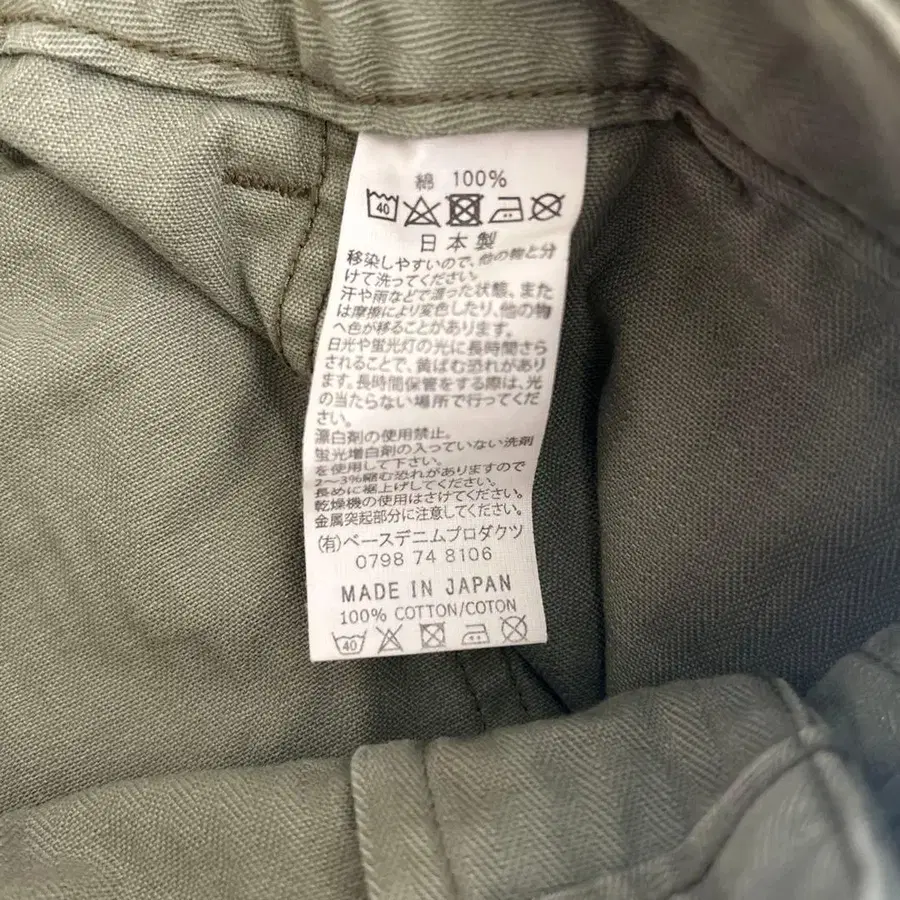 綿 100%
40
日本製
移染しやすいので、他の物と分
けて洗ってください。
汗や雨などで湿った状態、また
は摩擦により変色したり、他の物
へ色が移ることがあります。
日光や蛍光灯の光に長時間さら
されることで、黄ばむ恐れがあり
ます。長時間保管をする際は、光
の当たらない場所で行ってくだ
さい。
漂白剤の使用禁止。
蛍光増白剤の入っていない洗剤
を使用して下さい。
2〜3%縮む恐れがありますので
長めに裾上げしてください。
乾燥機の使用はさけてください。
金属突起部分に注意してください。
(有)ベースデニムプロダクツ
0798 74 8106
MADE IN JAPAN
100% COTTON/COTON
40